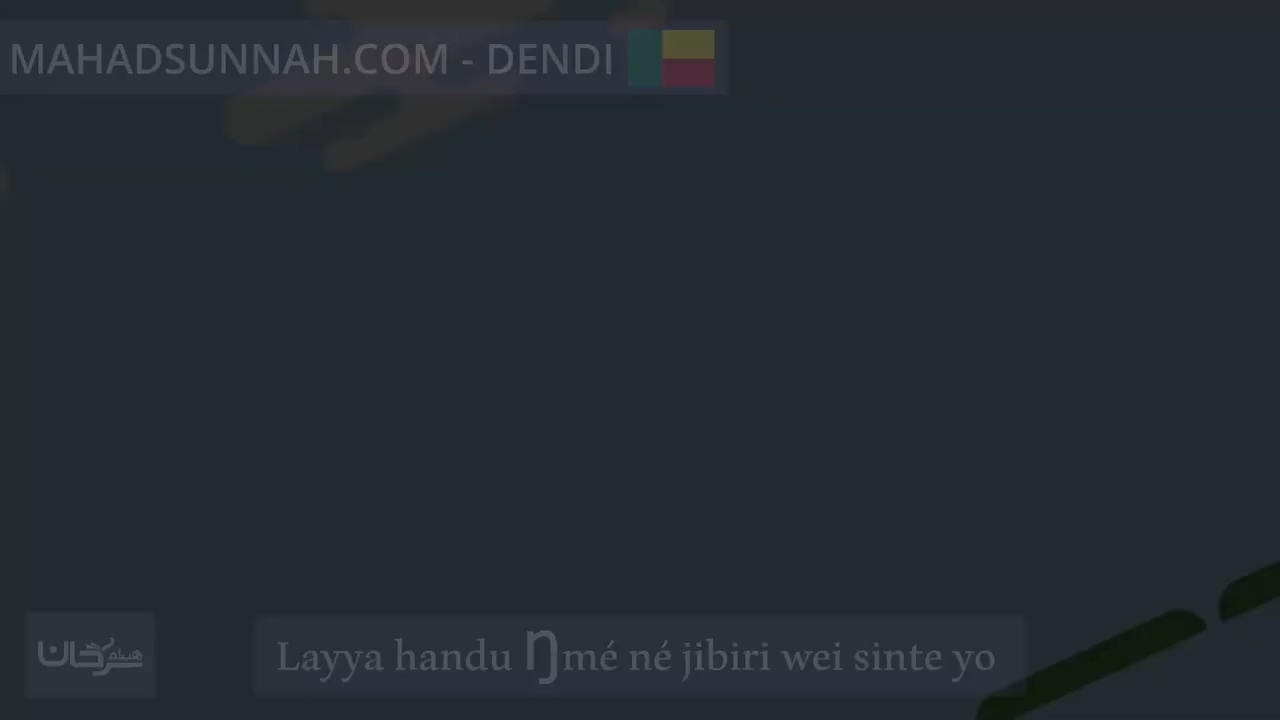 MAHADSUNNAH.COM - DENDI
Layya handu Ŋmé né jibiri wei sinte yo